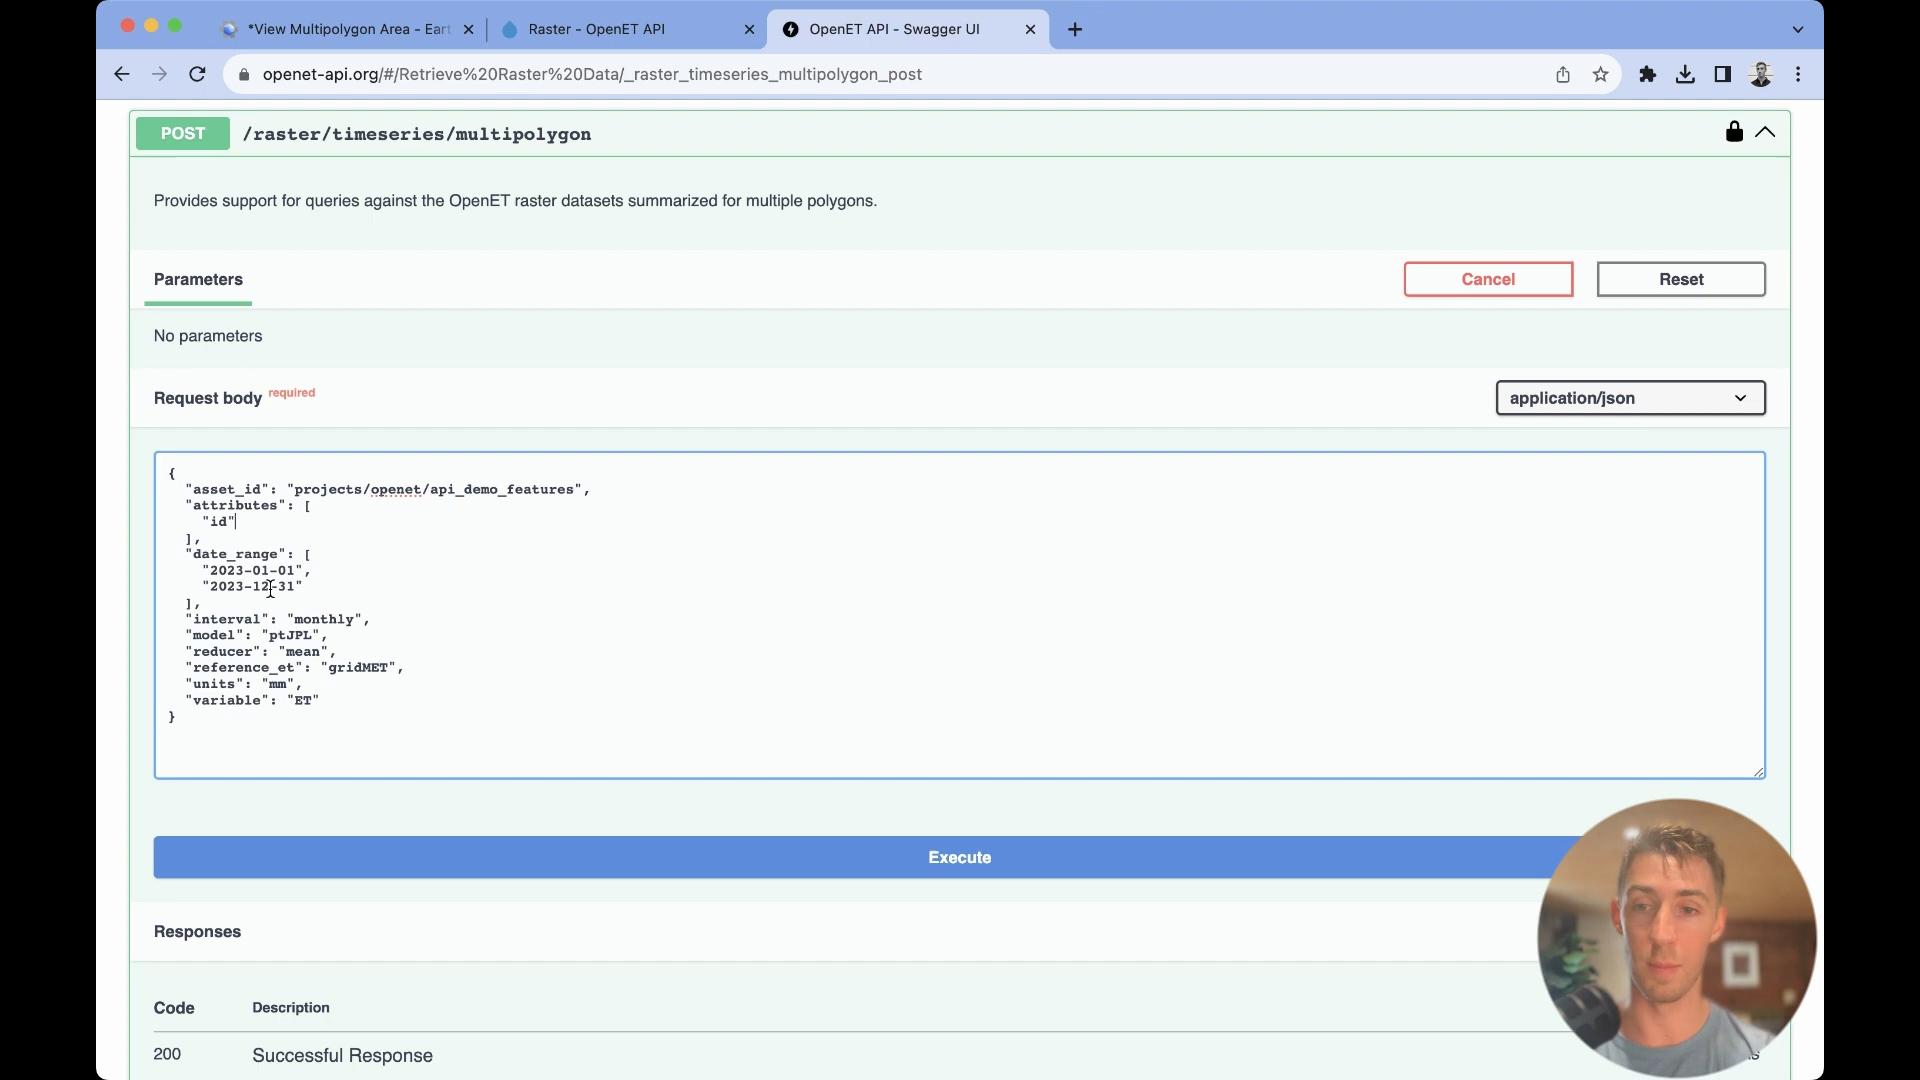 *View Multipolygon Area - Eart
Raster - OpenET API
OpenET API - Swagger UI
openet-api.org/#/Retrieve%20Raster%20Data/_raster_timeseries_multipolygon_post
POST /raster/timeseries/multipolygon
Provides support for queries against the OpenET raster datasets summarized for multiple polygons.
Parameters
Cancel
Reset
No parameters
Request body required
application/json
{
"asset_id": "projects/openet/api_demo_features",
"attributes": [
"id"
],
"date_range": [
"2023-01-01",
"2023-12-31"
],
"interval": "monthly",
"model": "ptJPL",
"reducer": "mean",
"reference_et": "gridMET",
"units": "mm",
"variable": "ET"
}
Execute
Responses
Code
Description
200
Successful Response